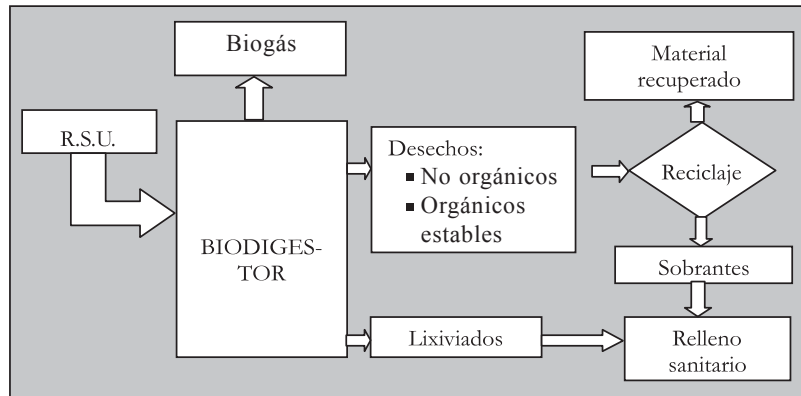 Biogás
Material
recuperado
R.S.U.
Desechos:
▪ No orgánicos
▪ Orgánicos
estables
Reciclaje
BIODIGES-
TOR
Sobrantes
Lixiviados
Relleno
sanitario